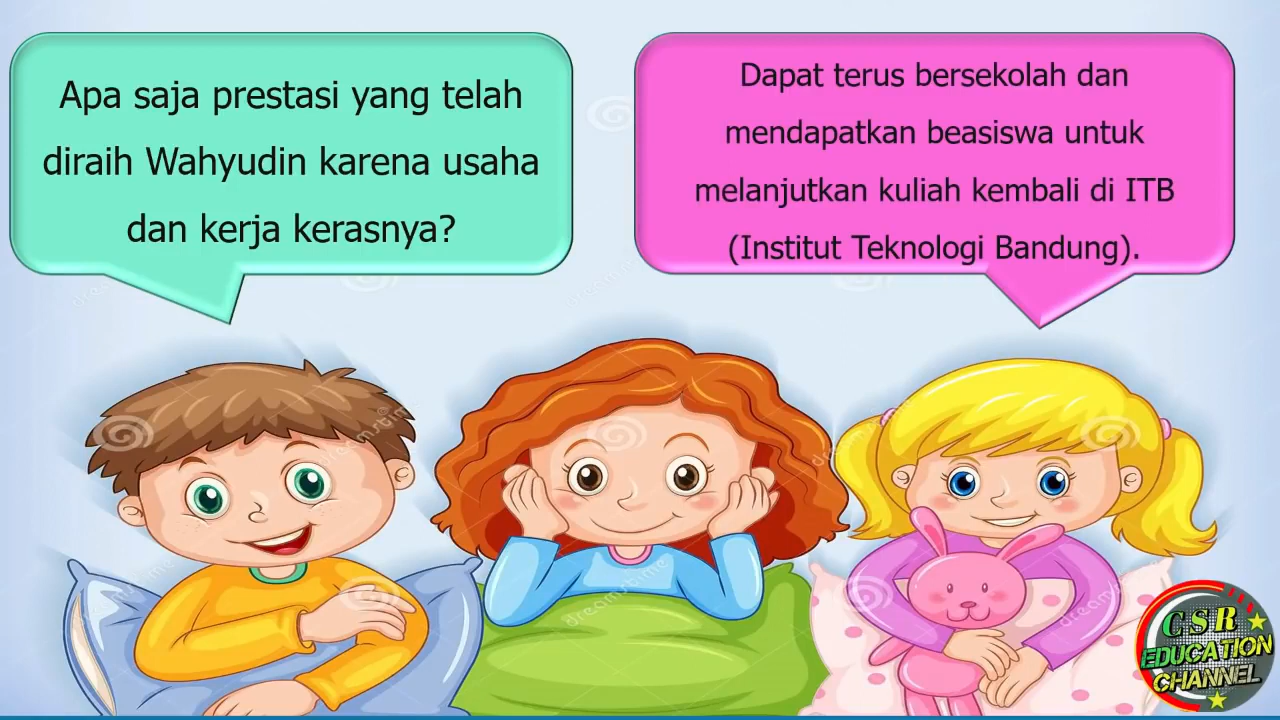 Apa saja prestasi yang telah
diraih Wahyudin karena usaha
dan kerja kerasnya?
Dapat terus bersekolah dan
mendapatkan beasiswa untuk
melanjutkan kuliah kembali di ITB
(Institut Teknologi Bandung).
dreamstime
CSR
EDUCATION
CHANNEL